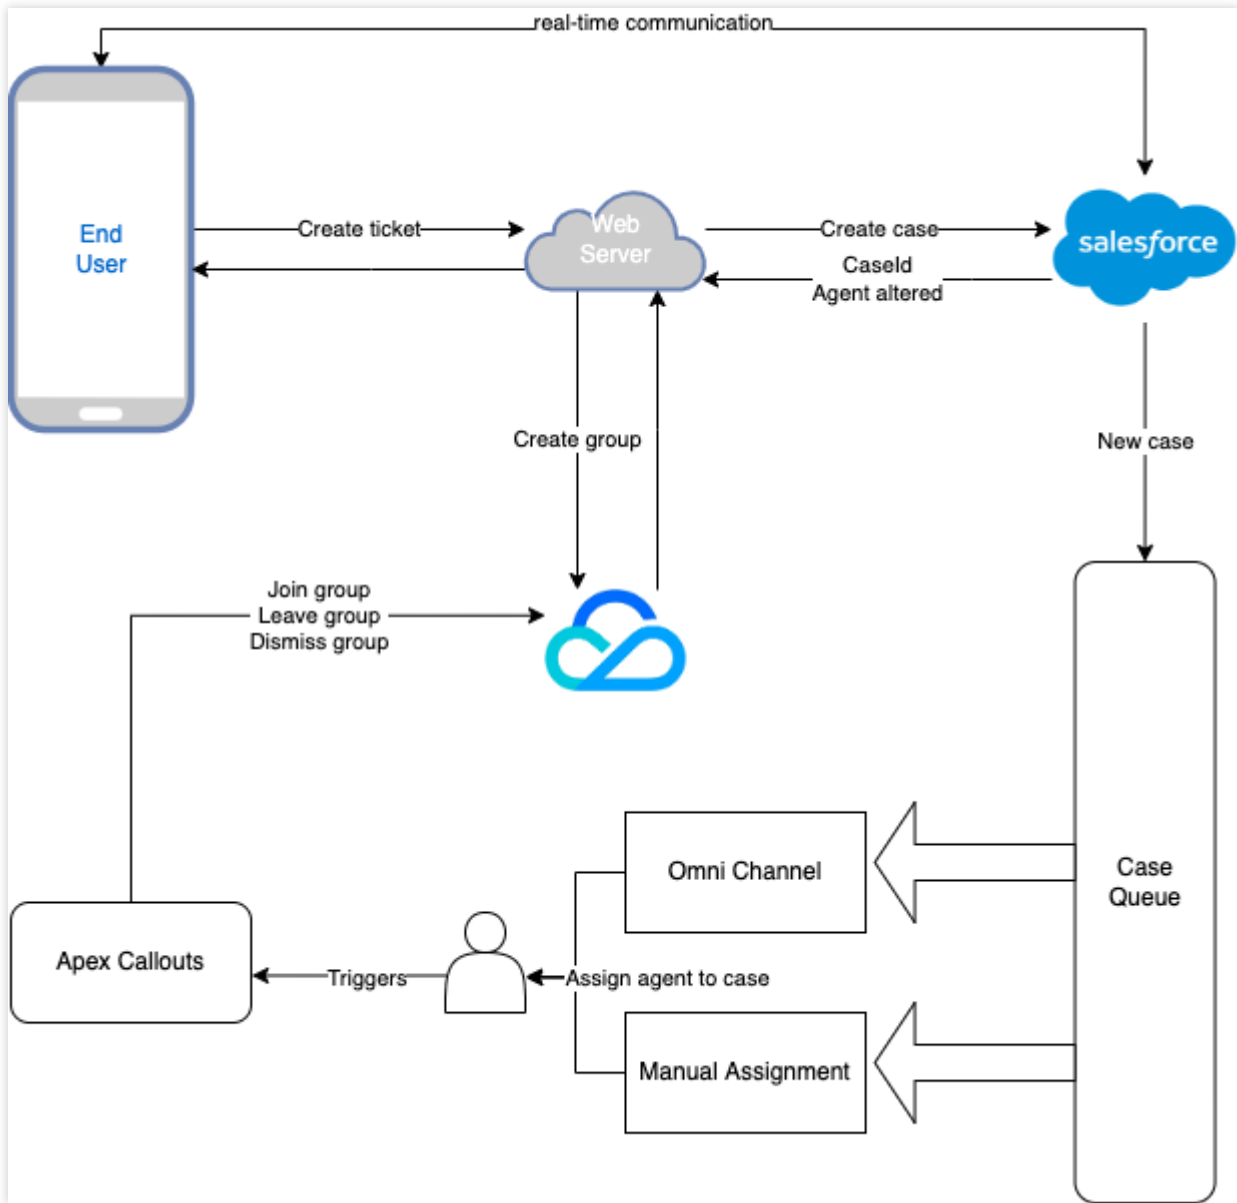 real-time communication
End
User
Create ticket
Web
Server
Create case
CaseId
Agent altered
salesforce
Create group
New case
Join group
Leave group
Dismiss group
Omni Channel
Case
Queue
Apex Callouts
Triggers
Assign agent to case
Manual Assignment